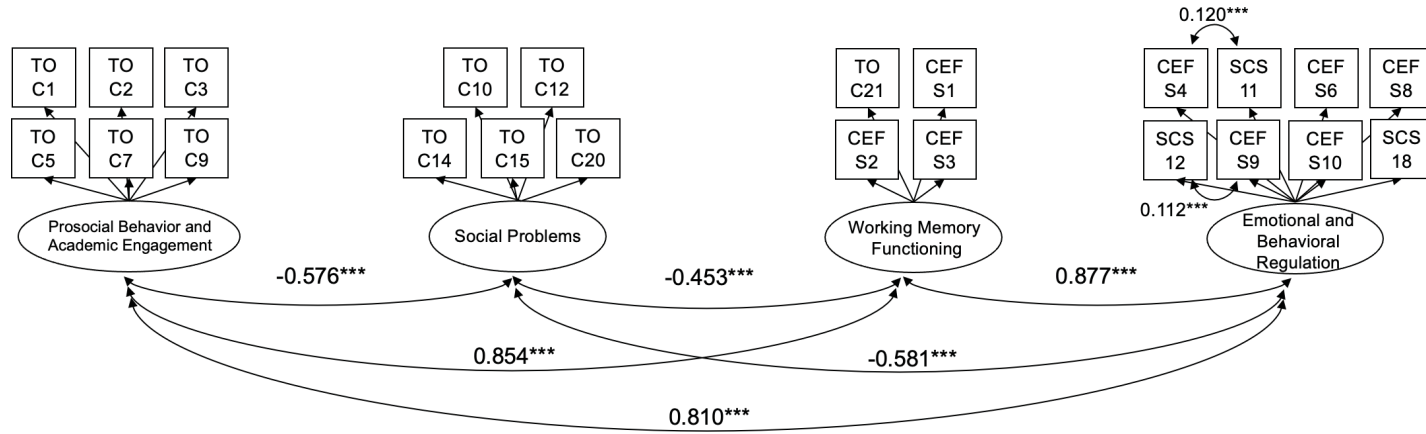 0.120***
TO
C1
TO
C2
TO
C3
TO
C5
TO
C7
TO
C9
Prosocial Behavior and
Academic Engagement
TO
C10
TO
C12
TO
C14
TO
C15
TO
C20
Social Problems
TO
C21
CEF
S1
CEF
S2
CEF
S3
Working Memory
Functioning
CEF
S4
SCS
11
CEF
S6
CEF
S8
SCS
12
CEF
S9
CEF
S10
SCS
18
0.112***
Emotional and
Behavioral
Regulation
-0.576***
-0.453***
0.877***
0.854***
-0.581***
0.810***